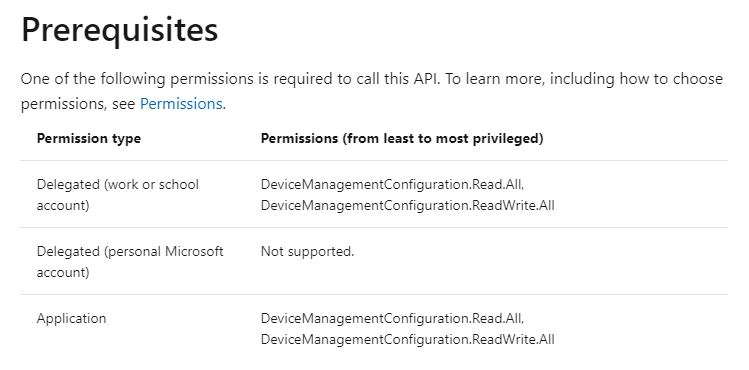 Prerequisites
One of the following permissions is required to call this API. To learn more, including how to choose
permissions, see Permissions.
Permission type Permissions (from least to most privileged)
Delegated (work or school
account)
DeviceManagementConfiguration.Read.All,
DeviceManagementConfiguration.ReadWrite.All
Delegated (personal Microsoft
account)
Not supported.
Application
DeviceManagementConfiguration.Read.All,
DeviceManagementConfiguration.ReadWrite.All